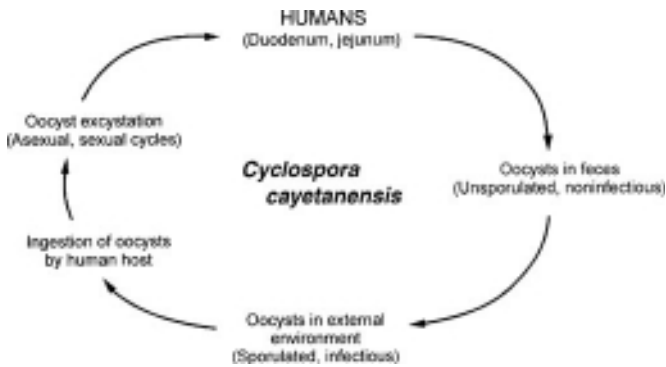 HUMANS
(Duodenum, jejunum)
Oocyst excystation
(Asexual, sexual cycles)
Cyclospora
cayetanensis
Oocysts in feces
(Unsporulated, noninfectious)
Ingestion of oocysts
by human host
Oocysts in external
environment
(Sporulated, infectious)